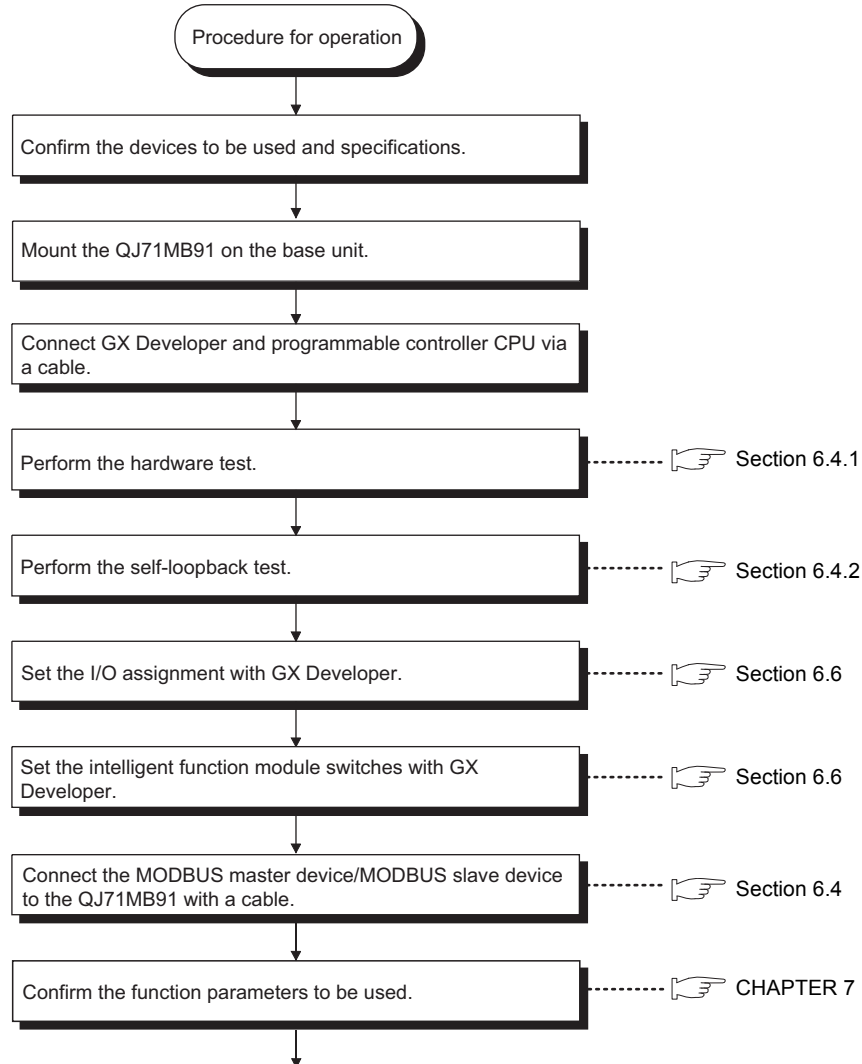 Procedure for operation
Confirm the devices to be used and specifications.
Mount the QJ71MB91 on the base unit.
Connect GX Developer and programmable controller CPU via
a cable.
Perform the hardware test.
Section 6.4.1
Perform the self-loopback test.
Section 6.4.2
Set the I/O assignment with GX Developer.
Section 6.6
Set the intelligent function module switches with GX
Developer.
Section 6.6
Connect the MODBUS master device/MODBUS slave device
to the QJ71MB91 with a cable.
Section 6.4
Confirm the function parameters to be used.
CHAPTER 7